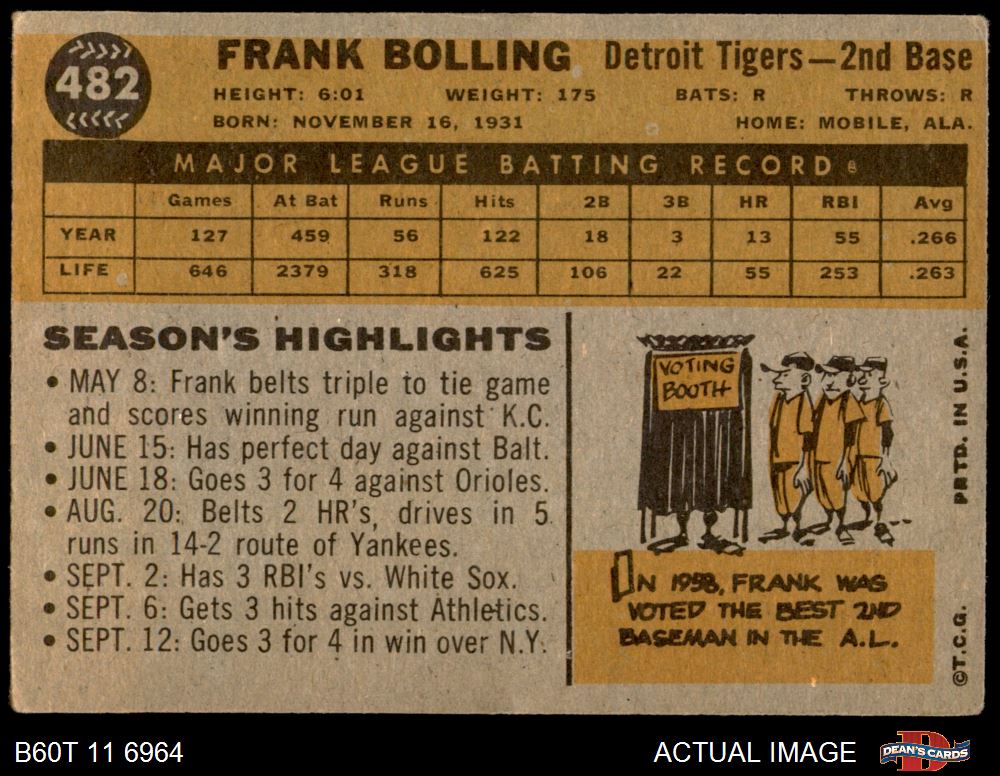 482
FRANK BOLLING Detroit Tigers—2nd Base
HEIGHT: 6:01 WEIGHT: 175 BATS: R THROWS: R
BORN: NOVEMBER 16, 1931 HOME: MOBILE, ALA.
MAJOR LEAGUE BATTING RECORD
Games At Bat Runs Hits 2B 3B HR RBI Avg
YEAR 127 459 56 122 18 3 13 55 .266
LIFE 646 2379 318 625 106 22 55 253 .263
SEASON'S HIGHLIGHTS
• MAY 8: Frank belts triple to tie game
and scores winning run against K.C.
• JUNE 15: Has perfect day against Balt.
• JUNE 18: Goes 3 for 4 against Orioles.
• AUG. 20: Belts 2 HR's, drives in 5
runs in 14-2 route of Yankees.
• SEPT. 2: Has 3 RBI's vs. White Sox.
• SEPT. 6: Gets 3 hits against Athletics.
• SEPT. 12: Goes 3 for 4 in win over N.Y.
VOTING
BOOTH
IN 1958, FRANK WAS
VOTED THE BEST 2ND
BASEMAN IN THE A.L.
©T.C.G. PRTD. IN U.S.A.
B60T 11 6964 ACTUAL IMAGE DEAN'S CARDS